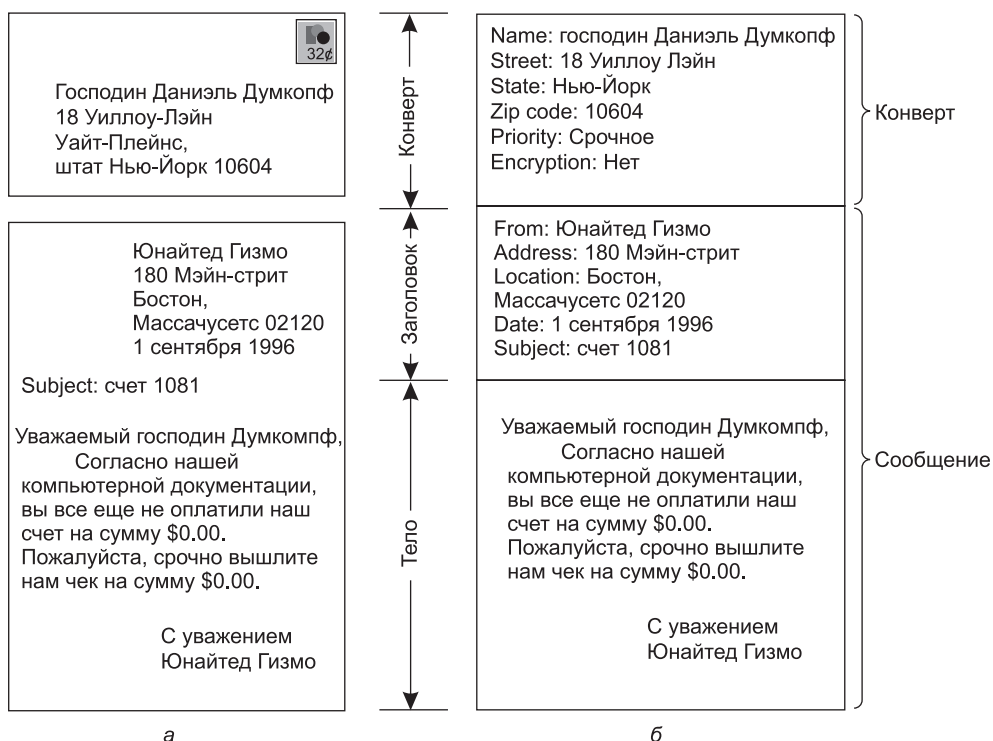 32¢
Господин Даниэль Думкопф
18 Уиллоу-Лэйн
Уайт-Плейнс,
штат Нью-Йорк 10604
Юнайтед Гизмо
180 Мэйн-стрит
Бостон,
Массачусетс 02120
1 сентября 1996
Subject: счет 1081
Уважаемый господин Думкомпф,
Согласно нашей
компьютерной документации,
вы все еще не оплатили наш
счет на сумму $0.00.
Пожалуйста, срочно вышлите
нам чек на сумму $0.00.
С уважением
Юнайтед Гизмо
а
Конверт
Заголовок
Тело
Name: господин Даниэль Думкопф
Street: 18 Уиллоу Лэйн
State: Нью-Йорк
Zip code: 10604
Priority: Срочное
Encryption: Нет
From: Юнайтед Гизмо
Address: 180 Мэйн-стрит
Location: Бостон,
Массачусетс 02120
Date: 1 сентября 1996
Subject: счет 1081
Уважаемый господин Думкомпф,
Согласно нашей
компьютерной документации,
вы все еще не оплатили наш
счет на сумму $0.00.
Пожалуйста, срочно вышлите
нам чек на сумму $0.00.
С уважением
Юнайтед Гизмо
б
Конверт
Сообщение